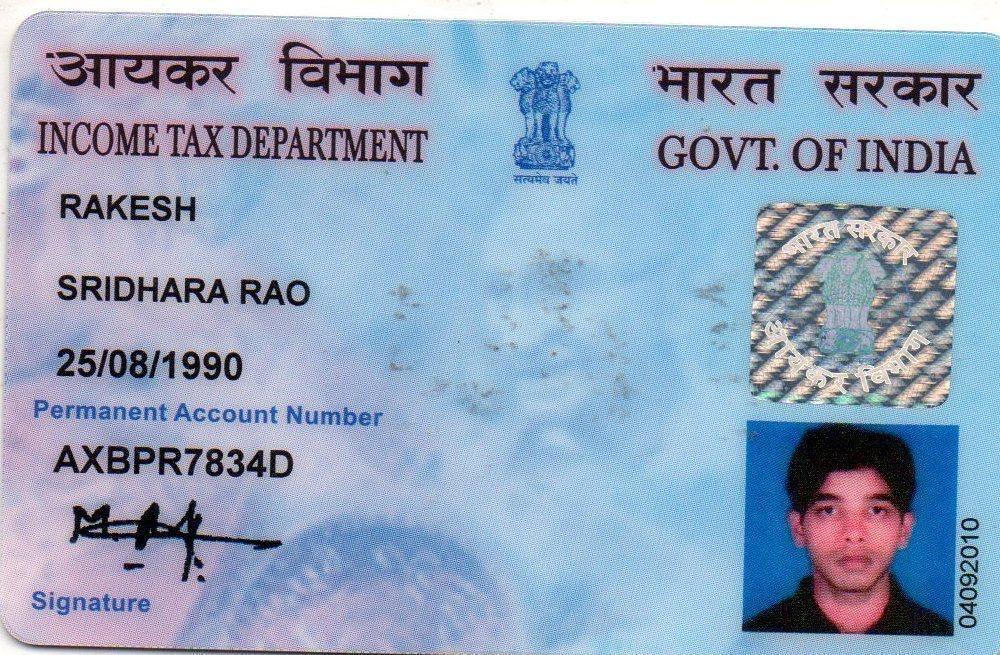 आयकर विभाग
INCOME TAX DEPARTMENT
सत्यमेव जयते
भारत सरकार
GOVT. OF INDIA
RAKESH
SRIDHARA RAO
25/08/1990
Permanent Account Number
AXBPR7834D
Signature
भारत सरकार
आयकर विभाग
04092010